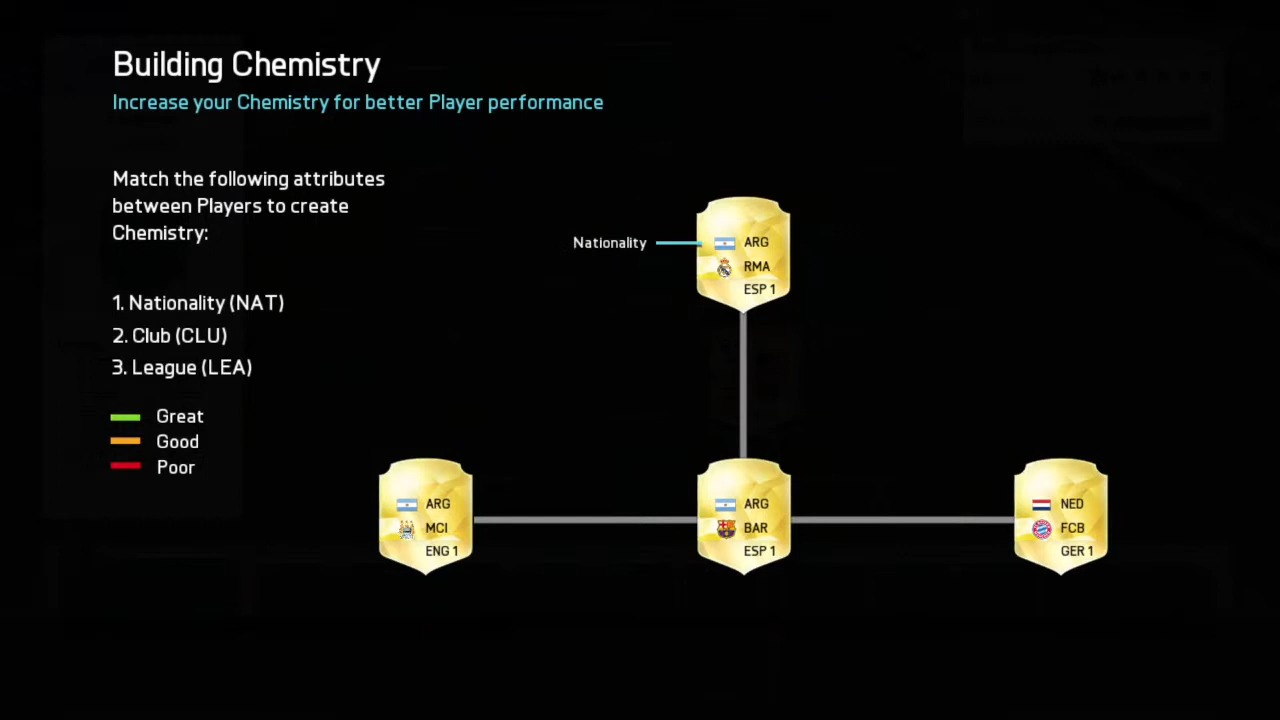 Building Chemistry
Increase your Chemistry for better Player performance
Match the following attributes
between Players to create
Chemistry:
1. Nationality (NAT)
2. Club (CLU)
3. League (LEA)
Great
Good
Poor
Nationality
ARG
RMA
ESP 1
ARG
MCI
ENG 1
ARG
BAR
ESP 1
NED
FCB
GER 1